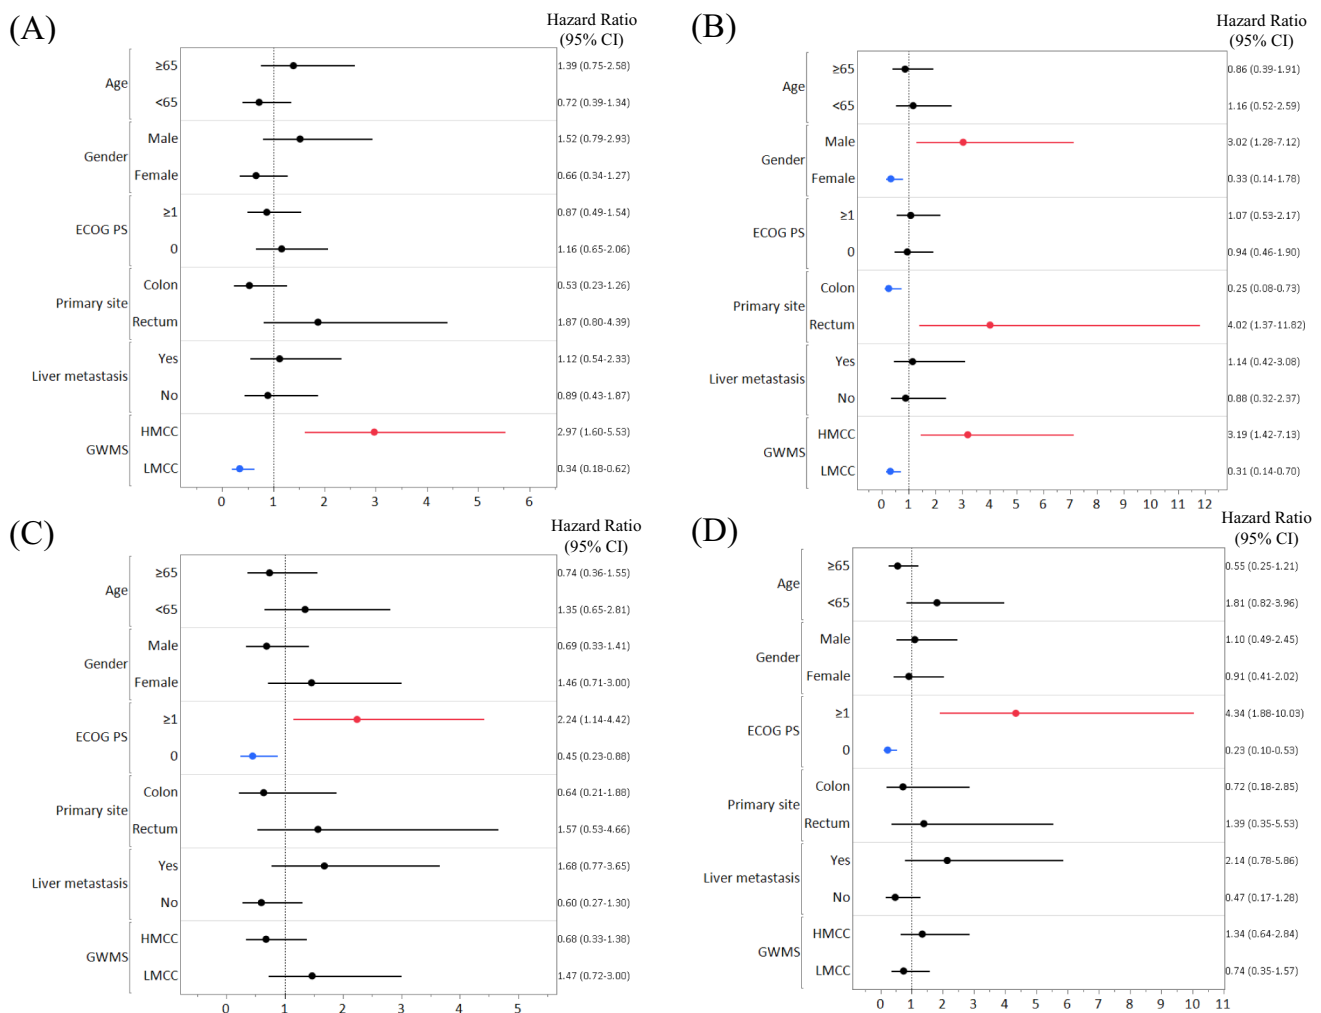 (A)
Hazard Ratio
(95% CI)
Age
≥65 1.39 (0.75-2.58)
<65 0.72 (0.39-1.34)
Gender
Male 1.52 (0.79-2.93)
Female 0.66 (0.34-1.27)
ECOG PS
≥1 0.87 (0.49-1.54)
0 1.16 (0.65-2.06)
Primary site
Colon 0.53 (0.23-1.26)
Rectum 1.87 (0.80-4.39)
Liver metastasis
Yes 1.12 (0.54-2.33)
No 0.89 (0.43-1.87)
GWMS
HMCC 2.97 (1.60-5.53)
LMCC 0.34 (0.18-0.62)
0 1 2 3 4 5 6
(B)
Hazard Ratio
(95% CI)
Age
≥65 0.86 (0.39-1.91)
<65 1.16 (0.52-2.59)
Gender
Male 3.02 (1.28-7.12)
Female 0.33 (0.14-1.78)
ECOG PS
≥1 1.07 (0.53-2.17)
0 0.94 (0.46-1.90)
Primary site
Colon 0.25 (0.08-0.73)
Rectum 4.02 (1.37-11.82)
Liver metastasis
Yes 1.14 (0.42-3.08)
No 0.88 (0.32-2.37)
GWMS
HMCC 3.19 (1.42-7.13)
LMCC 0.31 (0.14-0.70)
0 1 2 3 4 5 6 7 8 9 10 11 12
(C)
Hazard Ratio
(95% CI)
Age
≥65 0.74 (0.36-1.55)
<65 1.35 (0.65-2.81)
Gender
Male 0.69 (0.33-1.41)
Female 1.46 (0.71-3.00)
ECOG PS
≥1 2.24 (1.14-4.42)
0 0.45 (0.23-0.88)
Primary site
Colon 0.64 (0.21-1.88)
Rectum 1.57 (0.53-4.66)
Liver metastasis
Yes 1.68 (0.77-3.65)
No 0.60 (0.27-1.30)
GWMS
HMCC 0.68 (0.33-1.38)
LMCC 1.47 (0.72-3.00)
0 1 2 3 4 5
(D)
Hazard Ratio
(95% CI)
Age
≥65 0.55 (0.25-1.21)
<65 1.81 (0.82-3.96)
Gender
Male 1.10 (0.49-2.45)
Female 0.91 (0.41-2.02)
ECOG PS
≥1 4.34 (1.88-10.03)
0 0.23 (0.10-0.53)
Primary site
Colon 0.72 (0.18-2.85)
Rectum 1.39 (0.35-5.53)
Liver metastasis
Yes 2.14 (0.78-5.86)
No 0.47 (0.17-1.28)
GWMS
HMCC 1.34 (0.64-2.84)
LMCC 0.74 (0.35-1.57)
0 1 2 3 4 5 6 7 8 9 10 11